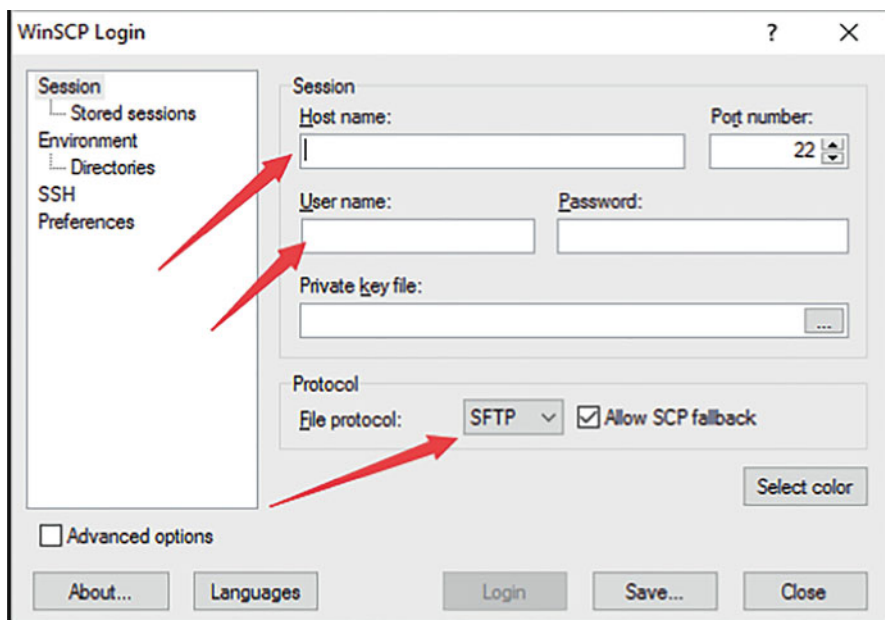 WinSCP Login ? ×
Session
Stored sessions
Environment
Directories
SSH
Preferences
Session
Host name: Port number:
22
User name: Password:
Private key file:
...
Protocol
File protocol: SFTP Allow SCP fallback
Select color
Advanced options
About... Languages Login Save... Close